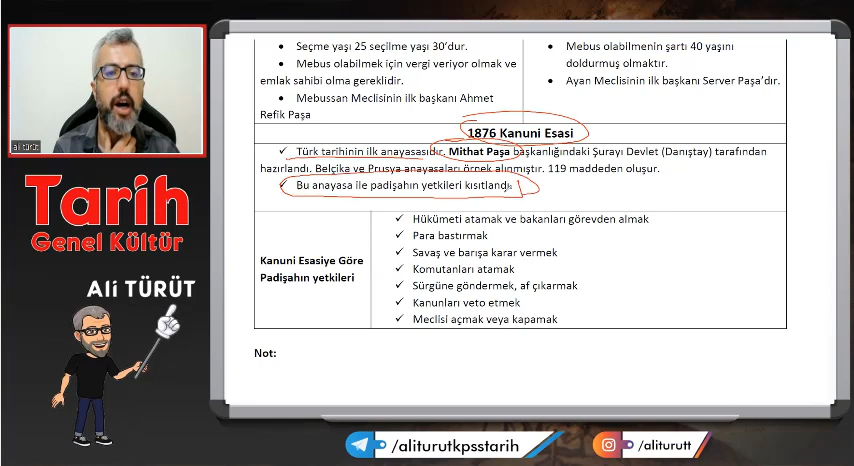 ali türüt
Tarih
Genel Kültür
Ali TÜRÜT
• Seçme yaşı 25 seçilme yaşı 30’dur.
• Mebus olabilmek için vergi veriyor olmak ve
emlak sahibi olma gereklidir.
• Mebussan Meclisinin ilk başkanı Ahmet
Refik Paşa
• Mebus olabilmenin şartı 40 yaşını
doldurmuş olmaktır.
• Ayan Meclisinin ilk başkanı Server Paşa’dır.
1876 Kanuni Esasi
✓ Türk tarihinin ilk anayasasıdır. Mithat Paşa başkanlığındaki Şurayı Devlet (Danıştay) tarafından
hazırlandı. Belçika ve Prusya anayasaları örnek alınmıştır. 119 maddeden oluşur.
✓ Bu anayasa ile padişahın yetkileri kısıtlandı.
Kanuni Esasiye Göre
Padişahın yetkileri
✓ Hükümeti atamak ve bakanları görevden almak
✓ Para bastırmak
✓ Savaş ve barışa karar vermek
✓ Komutanları atamak
✓ Sürgüne göndermek, af çıkarmak
✓ Kanunları veto etmek
✓ Meclisi açmak veya kapamak
Not:
/aliturutkpsstarih
/aliturutt